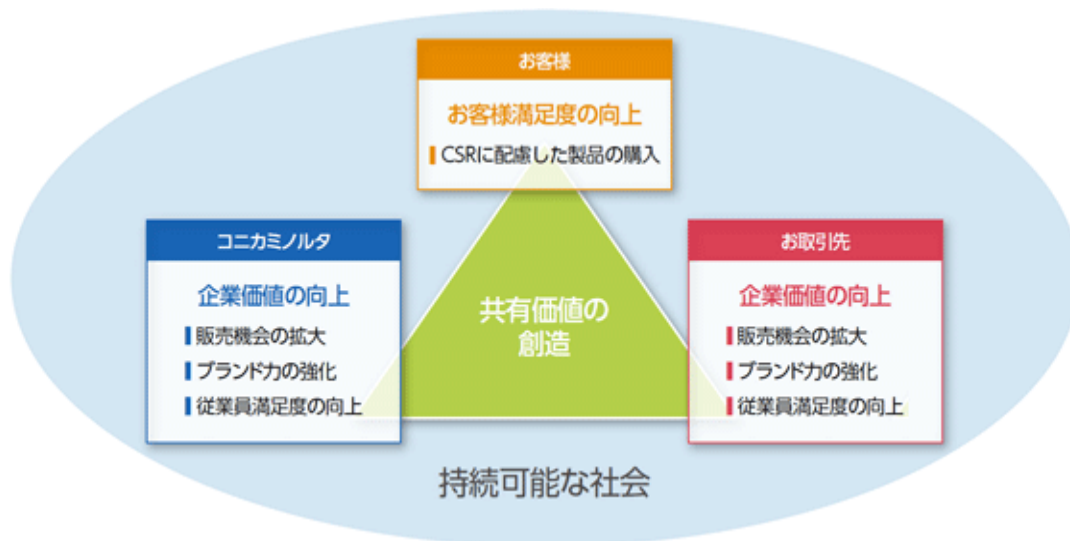 お客様
お客様満足度の向上
CSRに配慮した製品の購入
コニカミノルタ
企業価値の向上
販売機会の拡大
ブランド力の強化
従業員満足度の向上
共有価値の
創造
お取引先
企業価値の向上
販売機会の拡大
ブランド力の強化
従業員満足度の向上
持続可能な社会